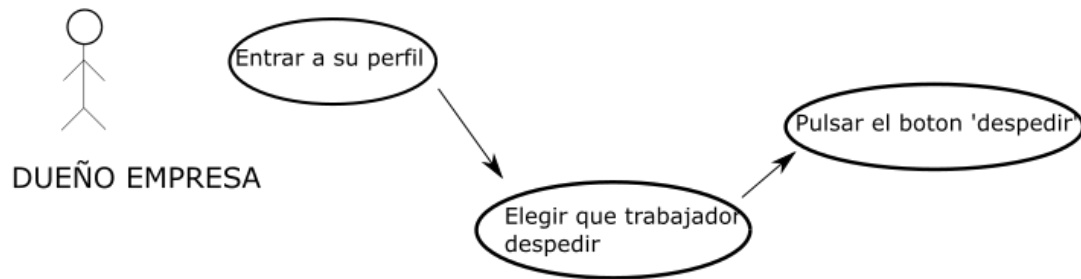 Entrar a su perfil
Pulsar el boton 'despedir'
DUEÑO EMPRESA
Elegir que trabajador
despedir